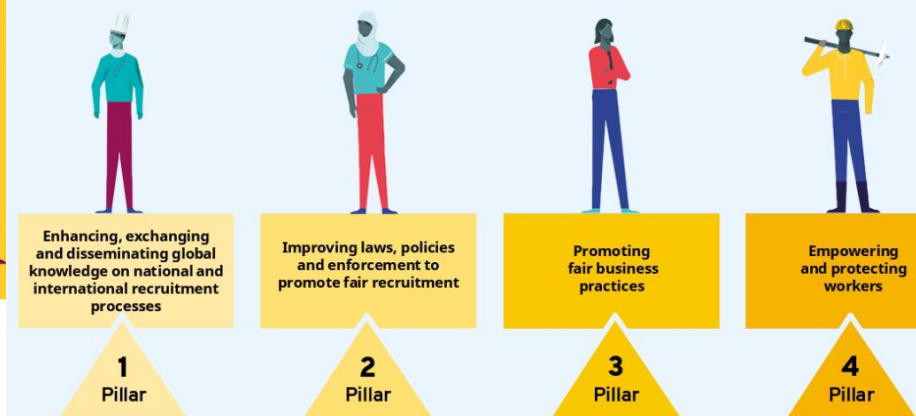 Enhancing, exchanging
and disseminating global
knowledge on national and
international recruitment
processes
1
Pillar
Improving laws, policies
and enforcement to
promote fair recruitment
2
Pillar
Promoting
fair business
practices
3
Pillar
Empowering
and protecting
workers
4
Pillar